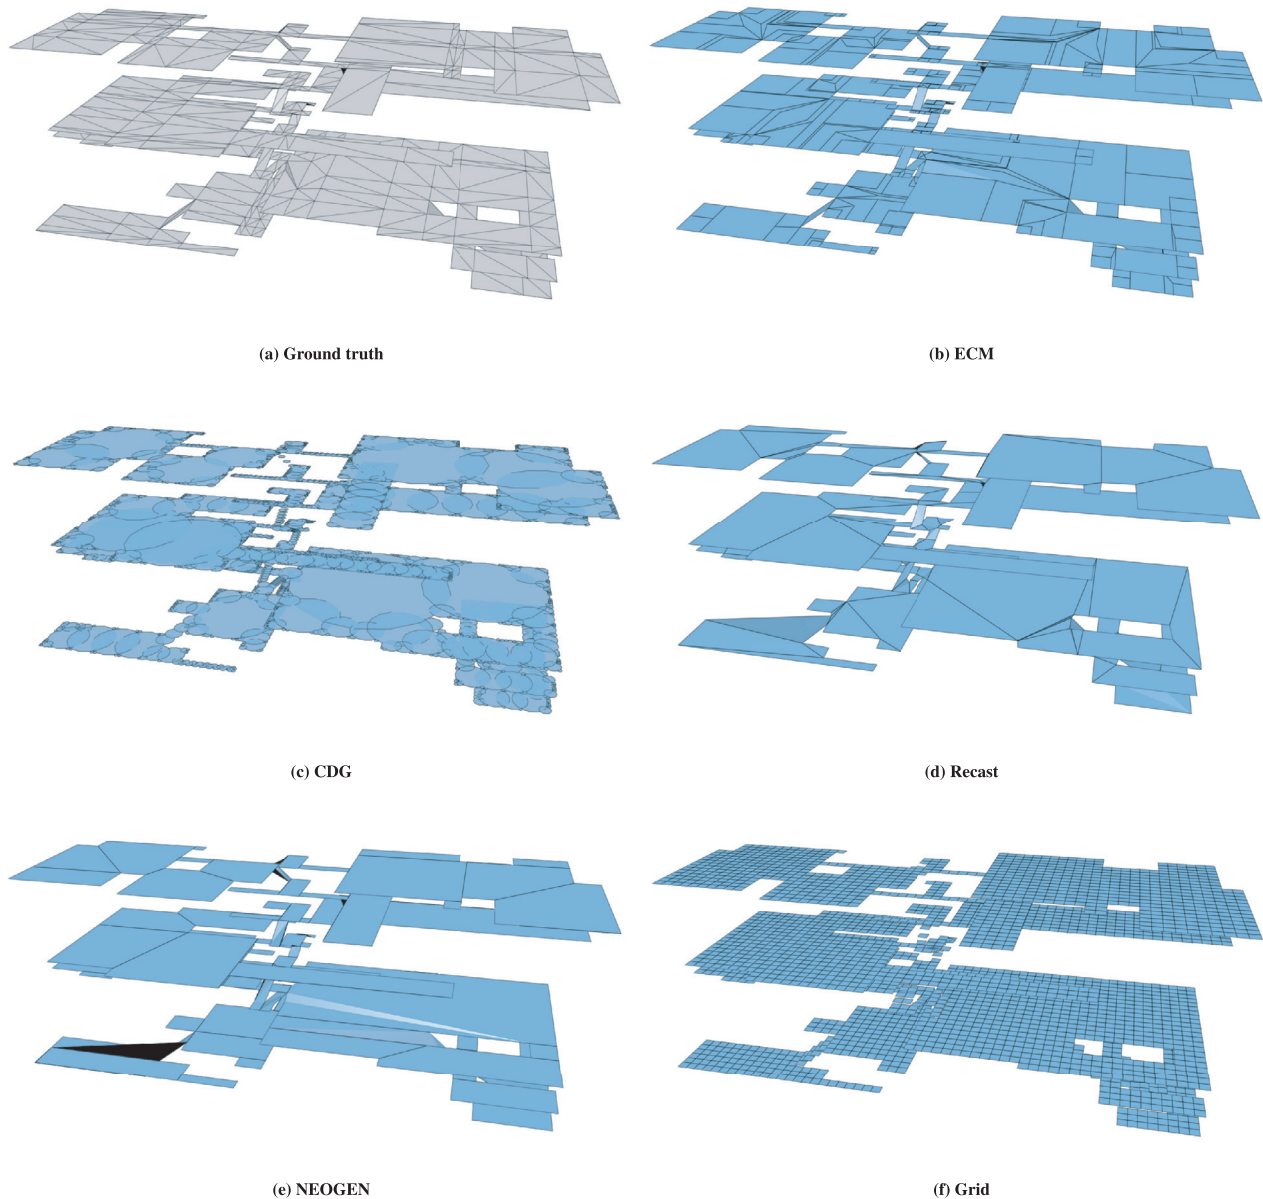 (a) Ground truth
(b) ECM
(c) CDG
(d) Recast
(e) NEOGEN
(f) Grid